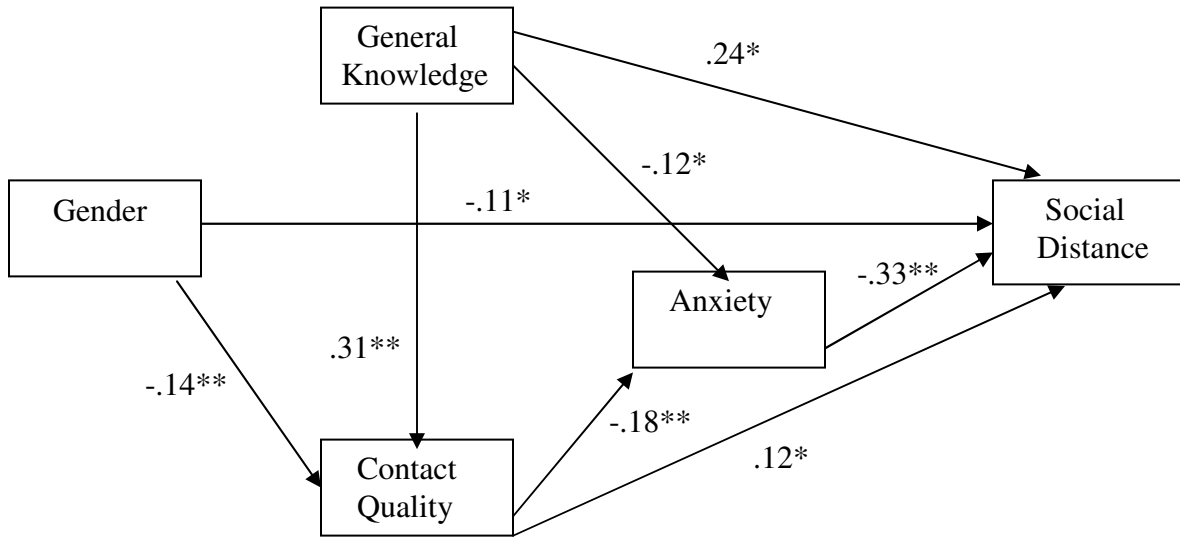 General
Knowledge
.24*
-.12*
Gender
-.11*
Social
Distance
Anxiety
-.33**
.31**
-.14**
-.18**
.12*
Contact
Quality